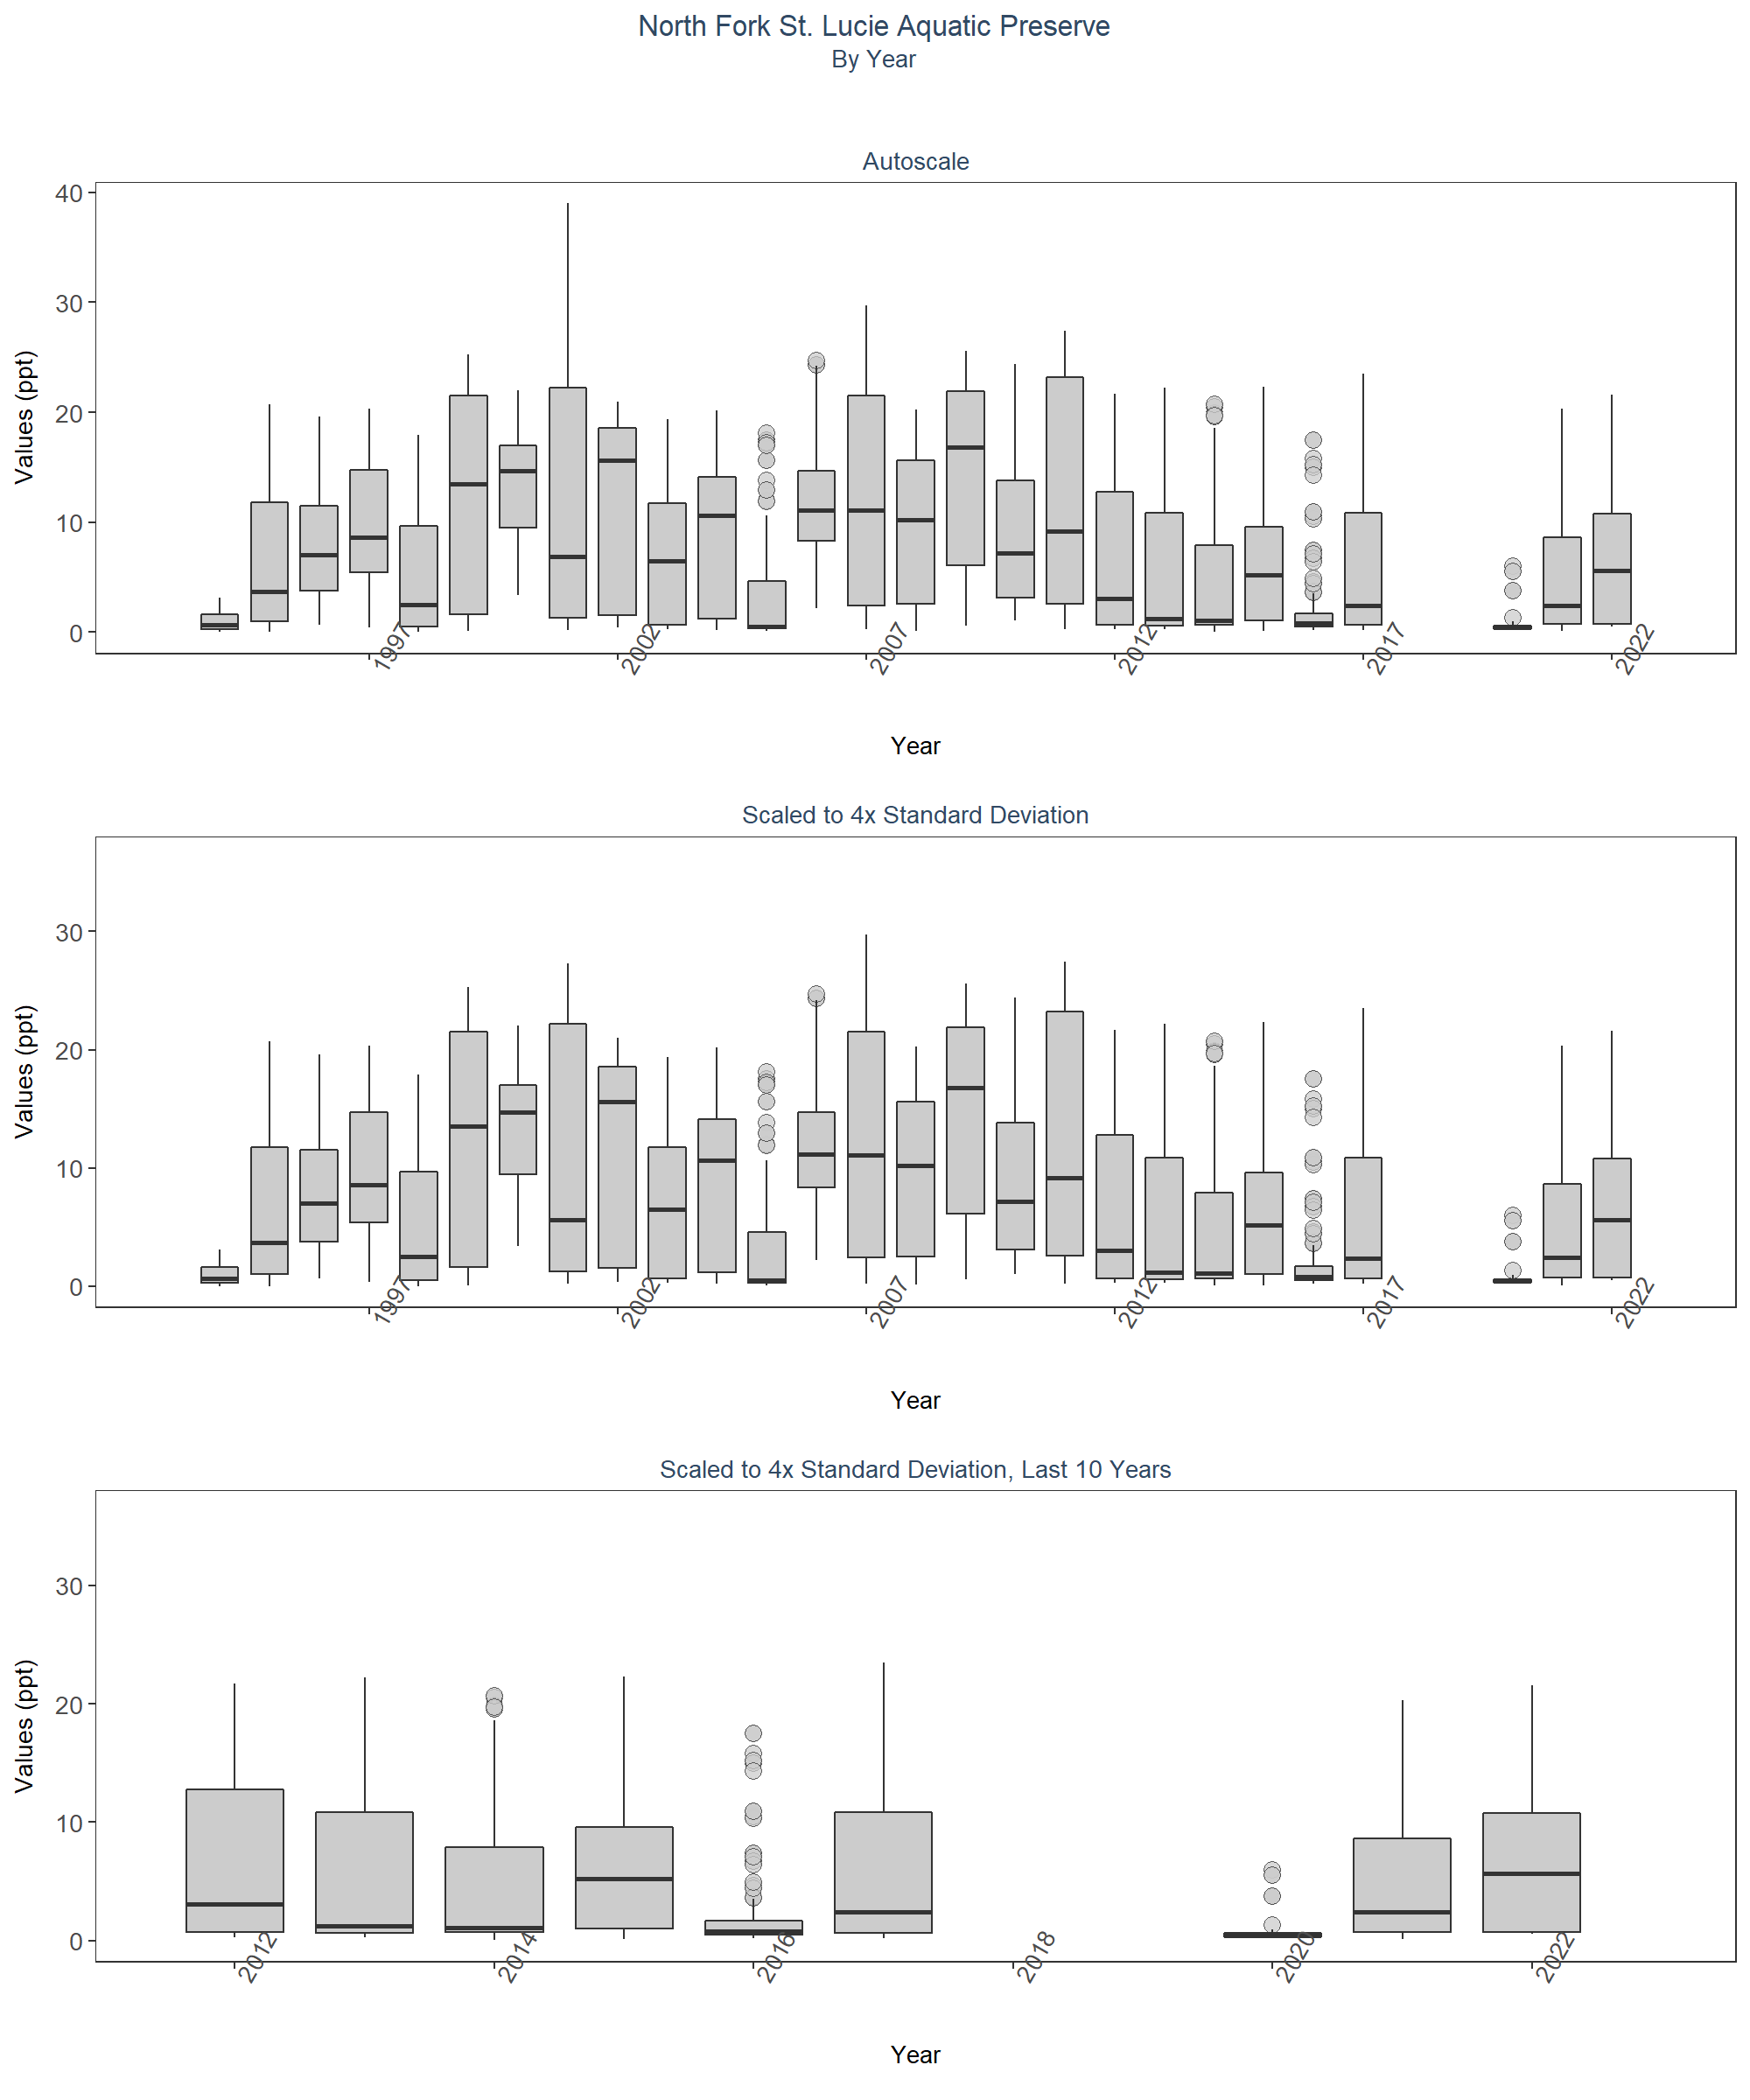 North Fork St. Lucie Aquatic Preserve
By Year
Autoscale
Values (ppt)
40
30
20
10
0
1997
2002
2007
2012
2017
2022
Year
Scaled to 4x Standard Deviation
Values (ppt)
30
20
10
0
1997
2002
2007
2012
2017
2022
Year
Scaled to 4x Standard Deviation, Last 10 Years
Values (ppt)
30
20
10
0
2012
2014
2016
2018
2020
2022
Year